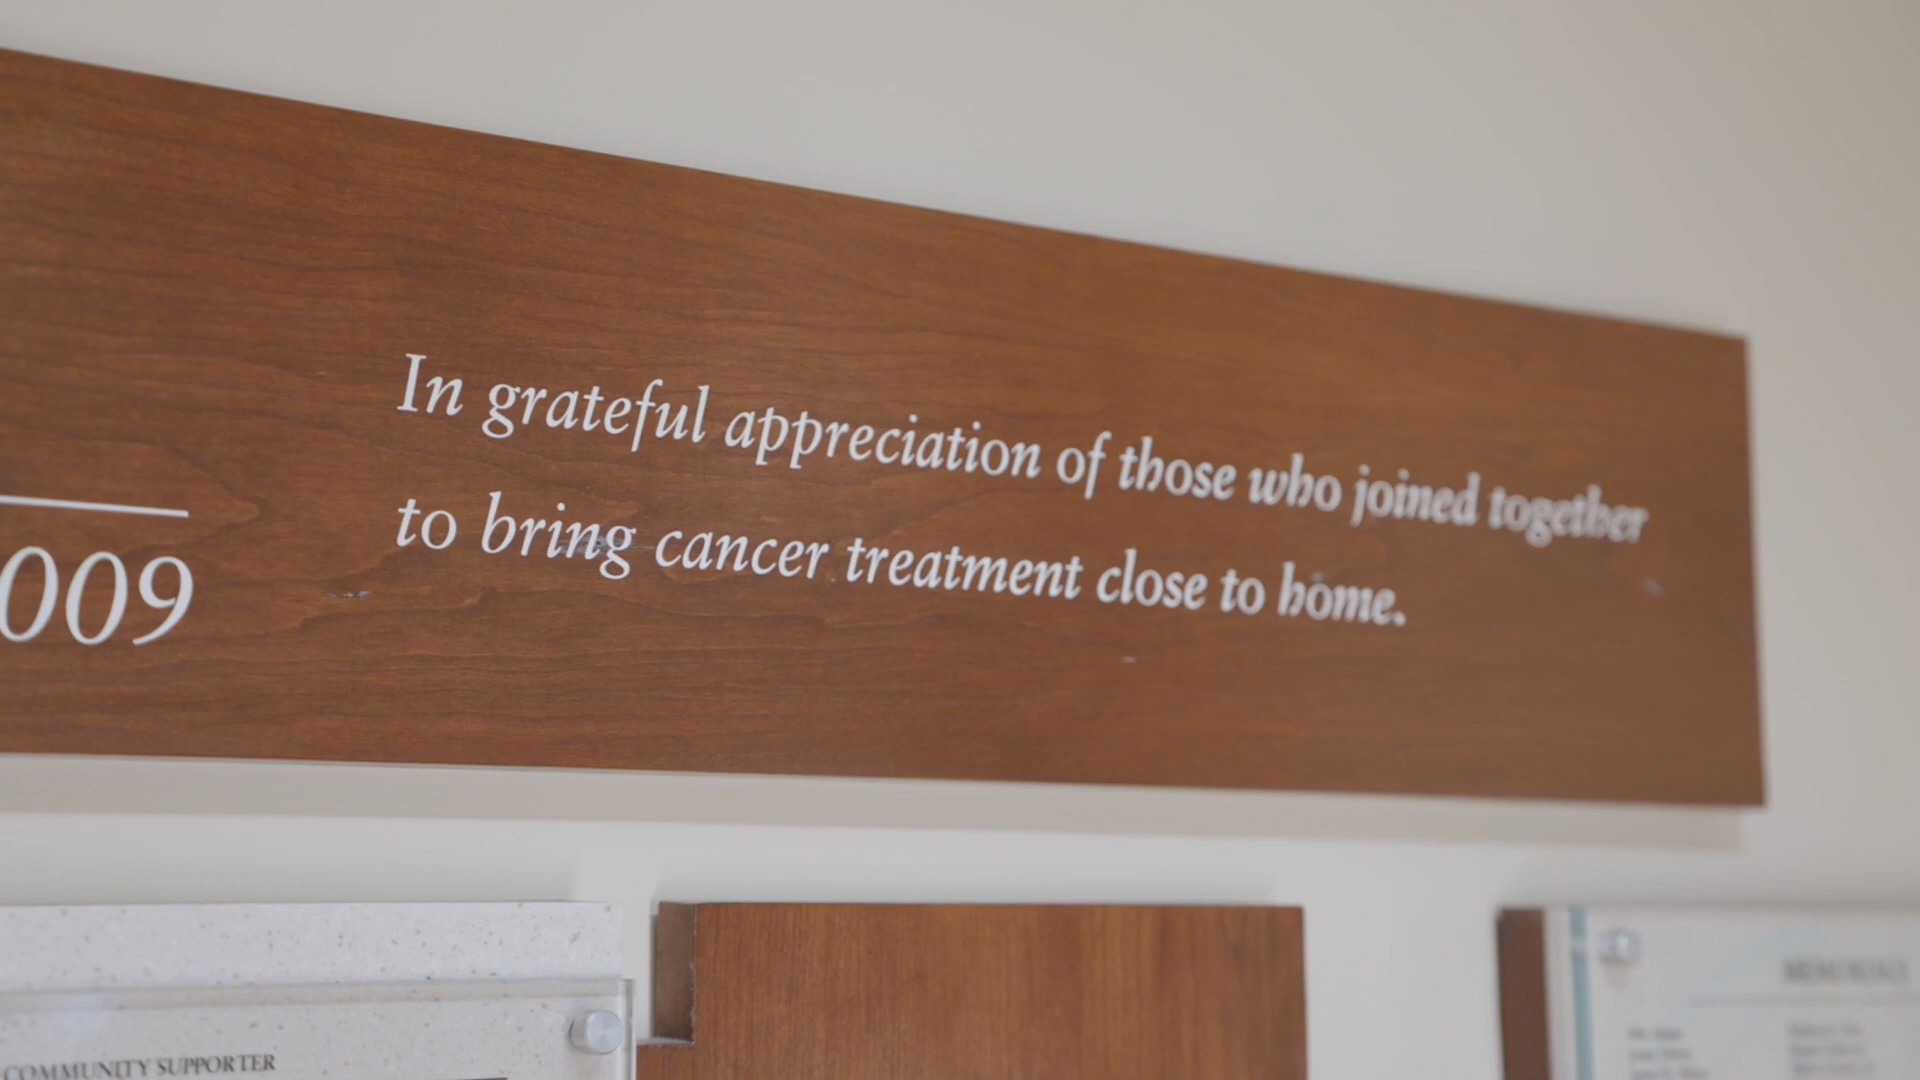 In grateful appreciation of those who joined together
to bring cancer treatment close to home.
009
COMMUNITY SUPPORTER